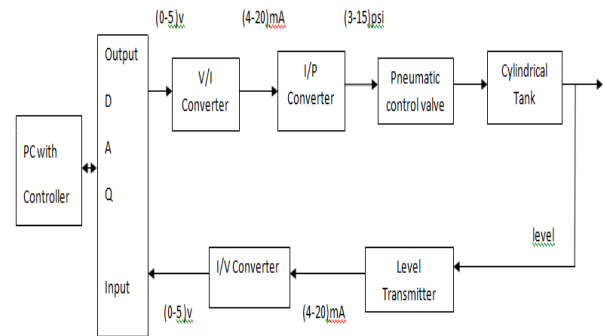 (0-5)v
(4-20)mA
(3-15)psi
Output
D
A
Q
Input
PC with
Controller
V/I
Converter
I/P
Converter
Pneumatic
control valve
Cylindrical
Tank
level
I/V Converter
Level
Transmitter
(0-5)v
(4-20)mA